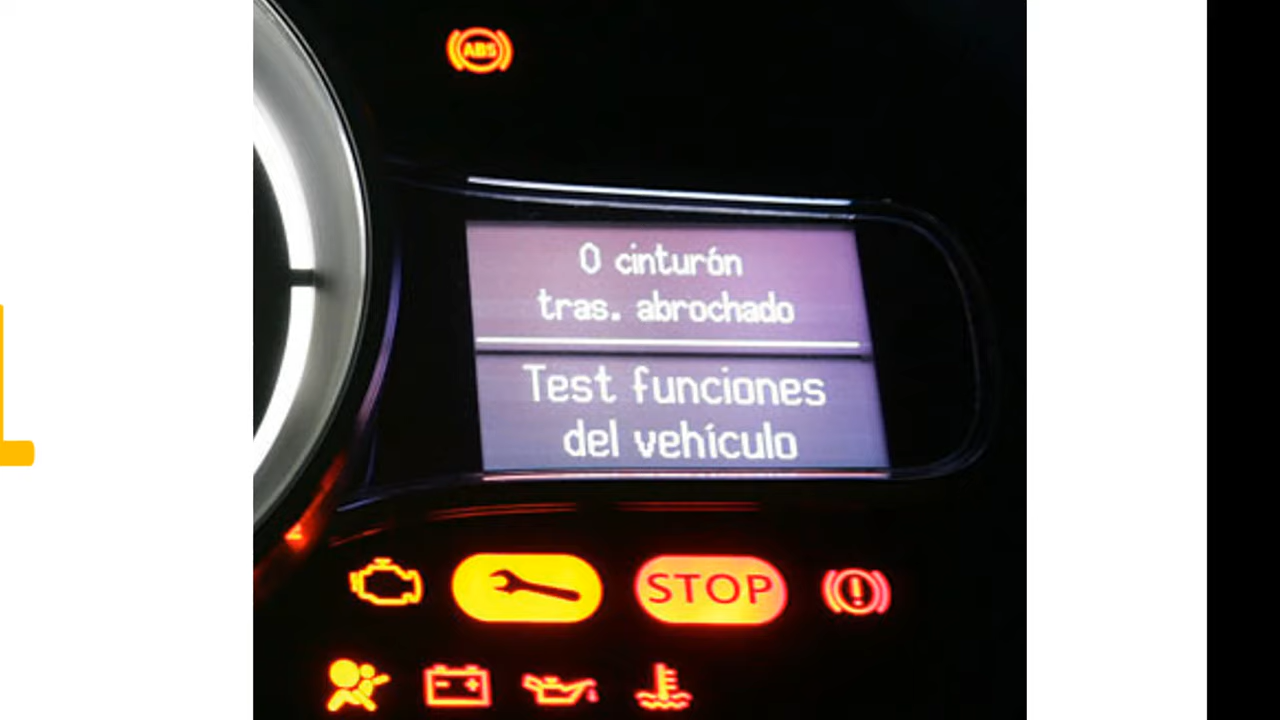 ABS
0 cinturón
tras. abrochado
Test funciones
del vehículo
STOP